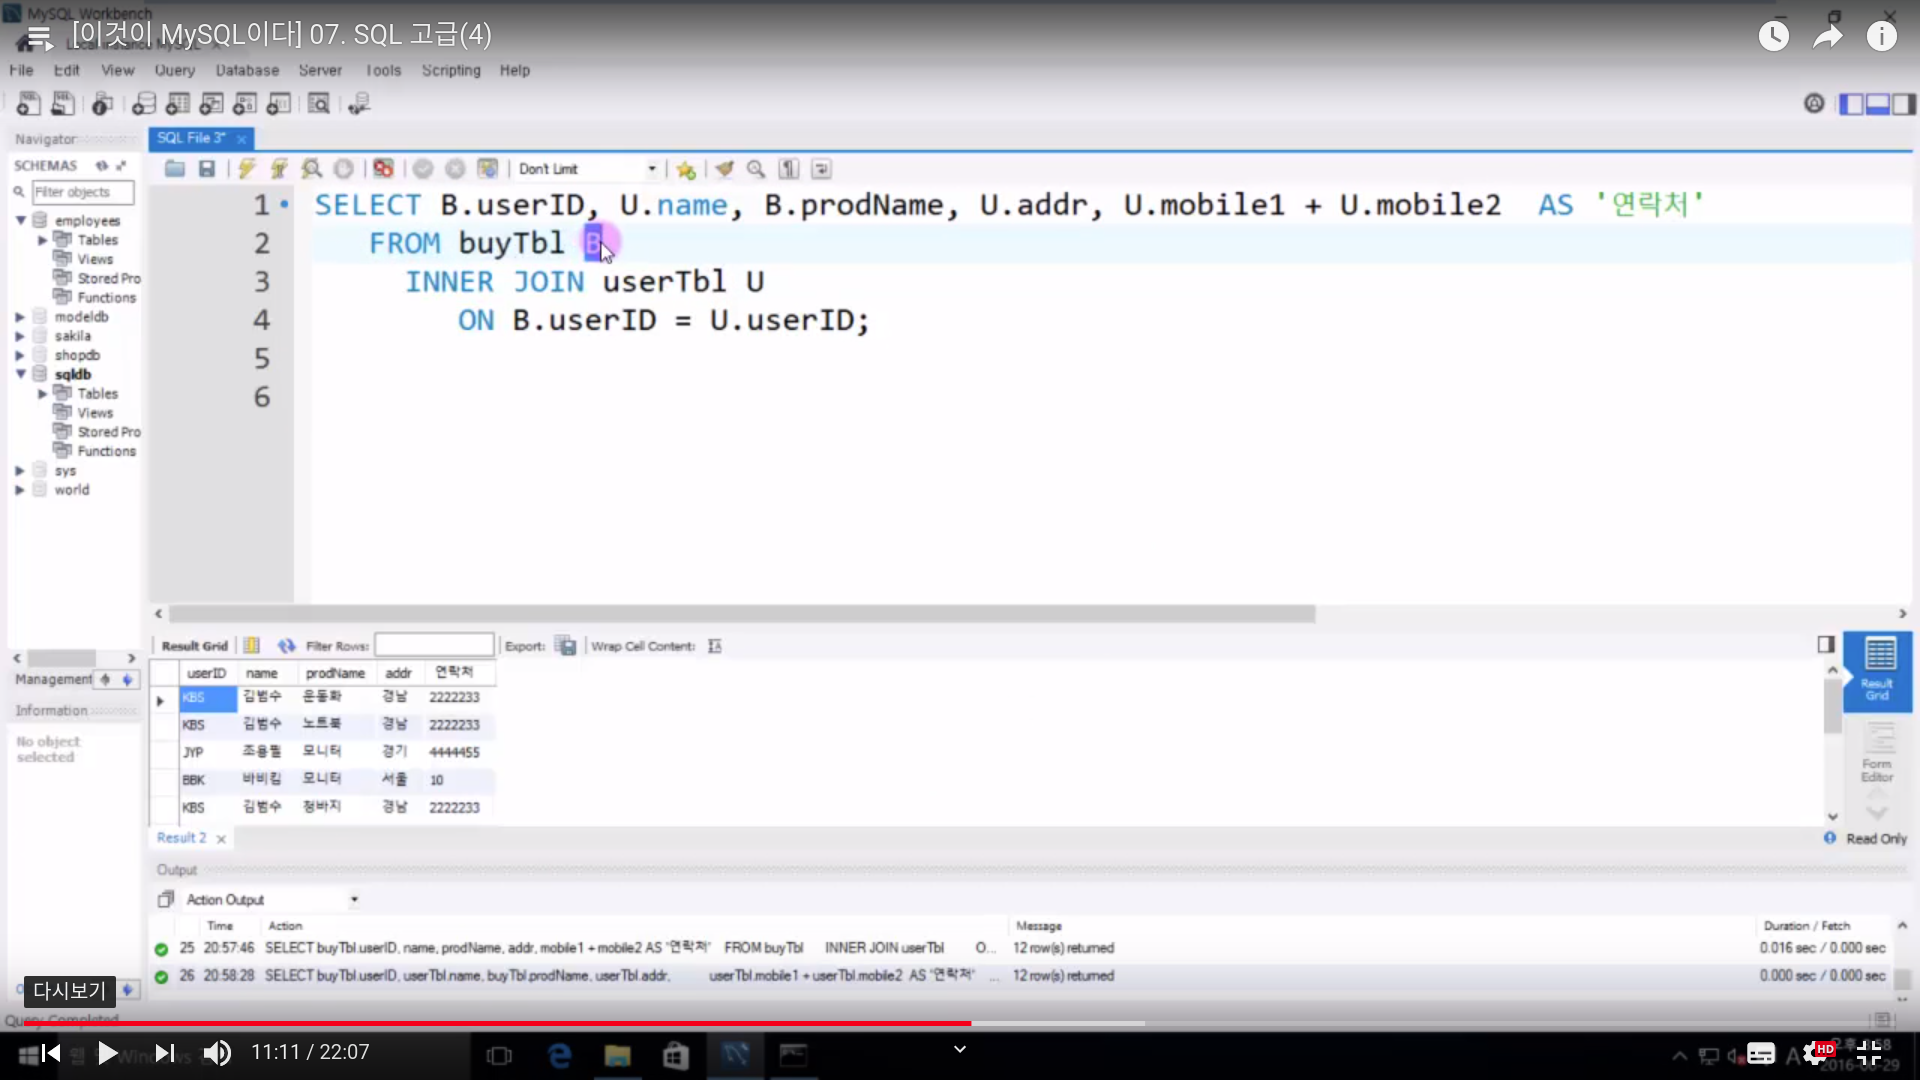 MySQL Workbench
[이것이 MySQL이다] 07. SQL 고급(4)
File Edit View Query Database Server Tools Scripting Help
Navigator
SQL File 3*
SCHEMAS
Don't Limit
Filter objects
employees
Tables
Views
Stored Pro
Functions
modeldb
sakila
shopdb
sqldb
Tables
Views
Stored Pro
Functions
sys
world
1 SELECT B.userID, U.name, B.prodName, U.addr, U.mobile1 + U.mobile2 AS '연락처'
2 FROM buyTbl B
3 INNER JOIN userTbl U
4 ON B.userID = U.userID;
5
6
Management
Information
No object
selected
Result Grid Filter Rows: Export: Wrap Cell Content:
userID name prodName addr 연락처
KBS 김범수 운동화 경남 2222233
KBS 김범수 노트북 경남 2222233
JYP 조용필 모니터 경기 4444455
BBK 바비킴 모니터 서울 10
KBS 김범수 청바지 경남 2222233
Result
Grid
Form
Editor
Result 2
Read Only
Output
Action Output
Time Action Message Duration / Fetch
25 20:57:46 SELECT buyTbl.userID, name, prodName, addr, mobile1 + mobile2 AS '연락처' FROM buyTbl INNER JOIN userTbl O... 12 row(s) returned 0.016 sec / 0.000 sec
26 20:58:28 SELECT buyTbl.userID, userTbl.name, buyTbl.prodName, userTbl.addr, userTbl.mobile1 + userTbl.mobile2 AS '연락처' ... 12 row(s) returned 0.000 sec / 0.000 sec
다시보기
Query Completed
11:11 / 22:07
HD